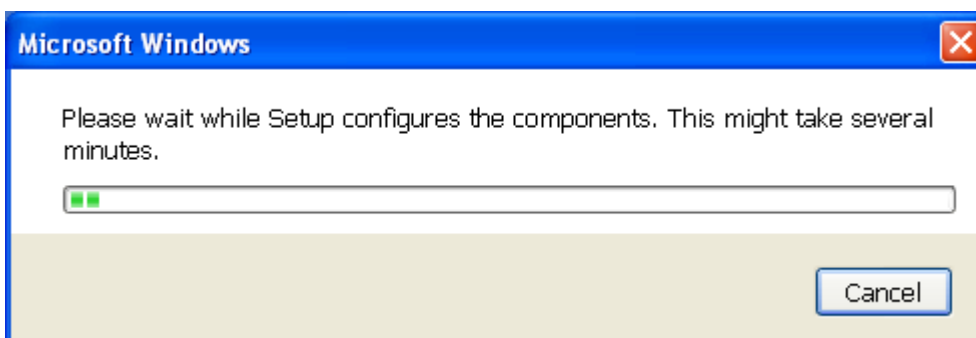 Microsoft Windows
Please wait while Setup configures the components. This might take several
minutes.
Cancel